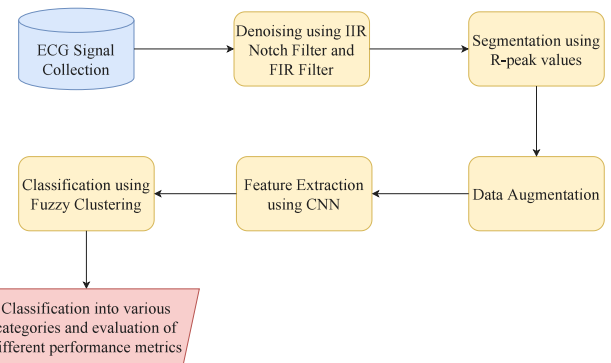 ECG Signal
Collection
Denoising using IIR
Notch Filter and
FIR Filter
Segmentation using
R-peak values
Data Augmentation
Feature Extraction
using CNN
Classification using
Fuzzy Clustering
Classification into various
categories and evaluation of
different performance metrics